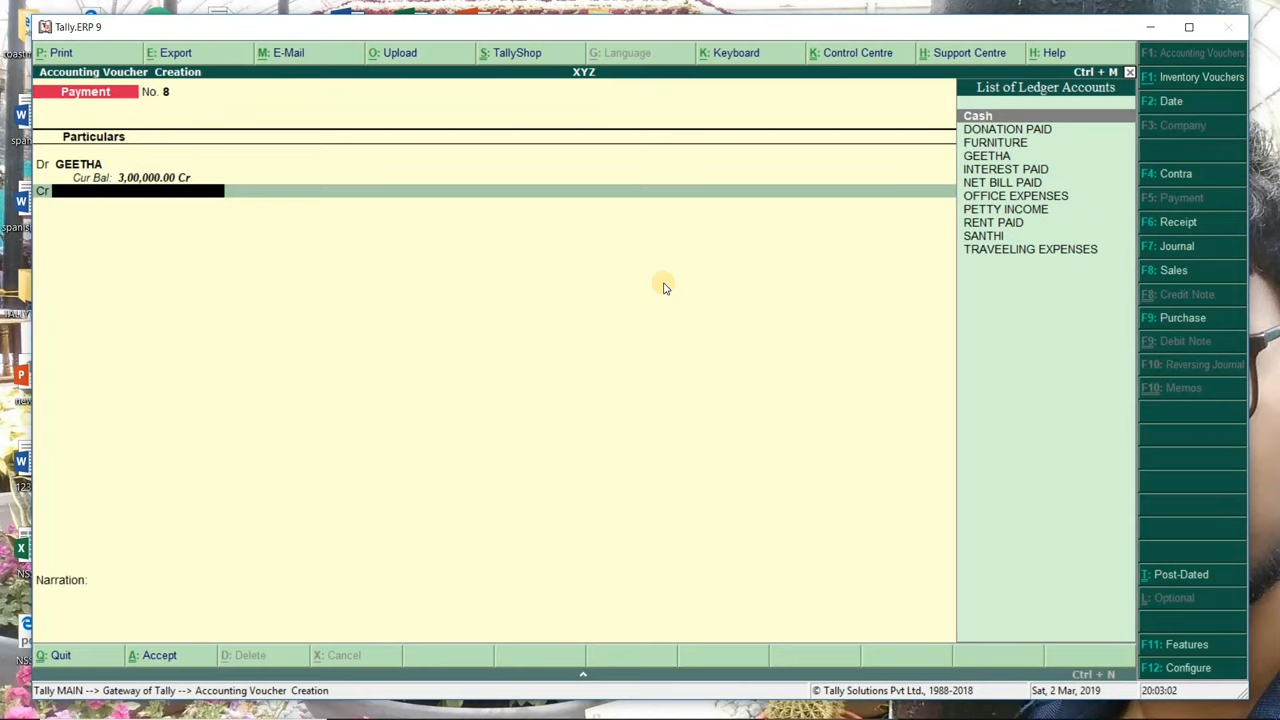 Tally.ERP 9
P: Print E: Export M: E-Mail O: Upload S: TallyShop G: Language K: Keyboard K: Control Centre H: Support Centre H: Help
Accounting Voucher Creation XYZ Ctrl + M
Payment No. 8
Particulars
Dr GEETHA
Cur Bal: 3,00,000.00 Cr
Cr
Narration:
List of Ledger Accounts
Cash
DONATION PAID
FURNITURE
GEETHA
INTEREST PAID
NET BILL PAID
OFFICE EXPENSES
PETTY INCOME
RENT PAID
SANTHI
TRAVEELING EXPENSES
F1: Accounting Vouchers
F1: Inventory Vouchers
F2: Date
F3: Company
F4: Contra
F5: Payment
F6: Receipt
F7: Journal
F8: Sales
F8: Credit Note
F9: Purchase
F9: Debit Note
F10: Reversing Journal
F10: Memos
T: Post-Dated
L: Optional
F11: Features
F12: Configure
Q: Quit A: Accept D: Delete X: Cancel
Ctrl + N
Tally MAIN --> Gateway of Tally --> Accounting Voucher Creation © Tally Solutions Pvt Ltd., 1988-2018 Sat, 2 Mar, 2019 20:03:02